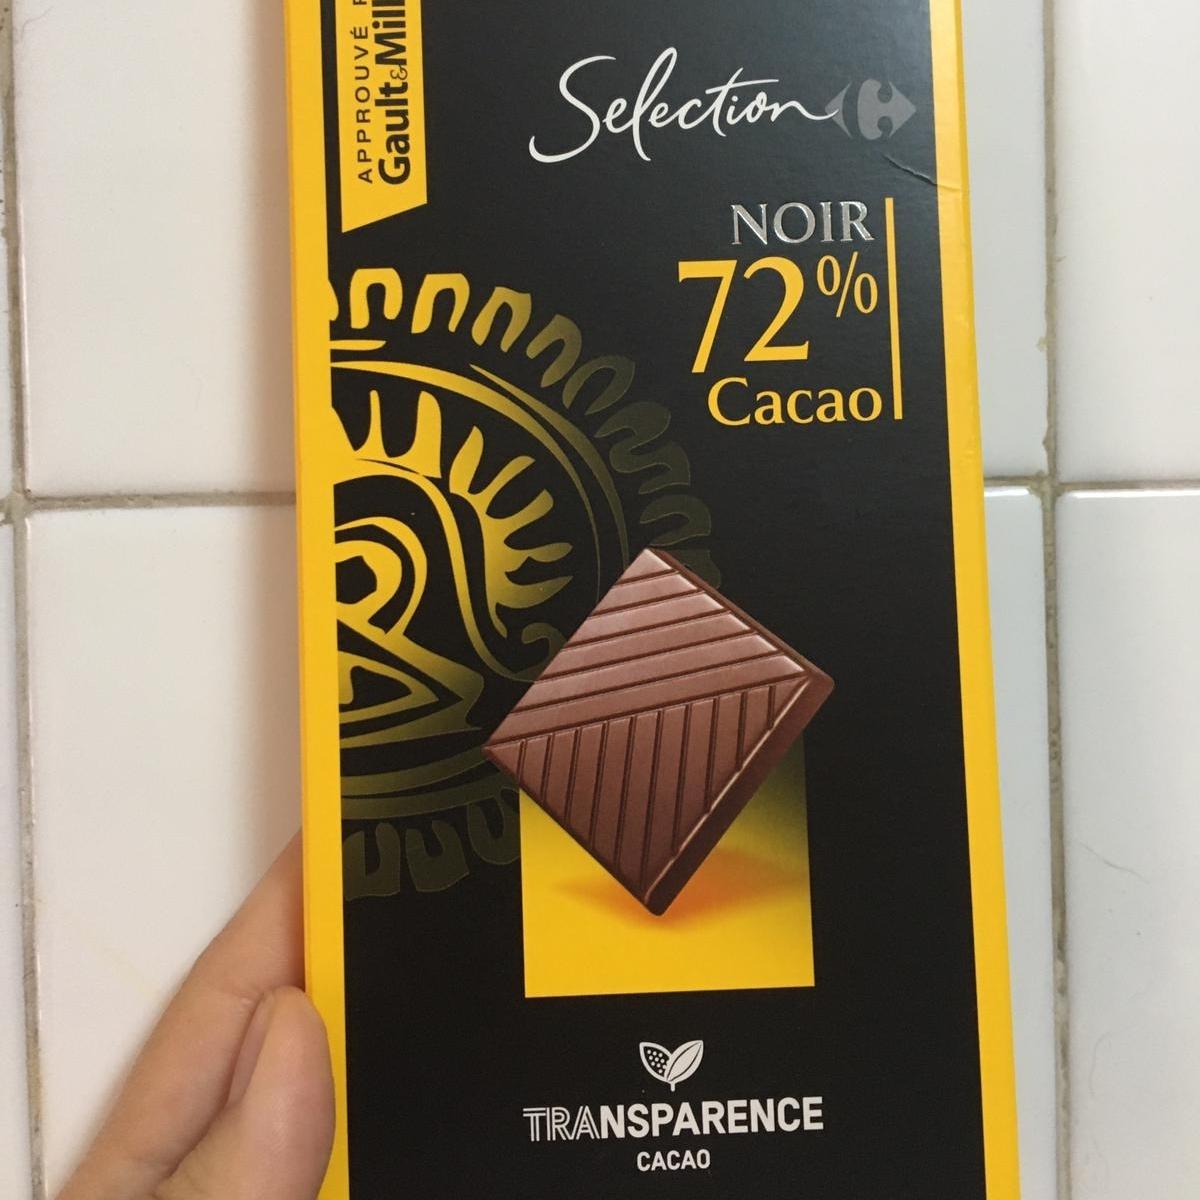 APPROUVÉ
Gault&Mill
Selection
NOIR
72%
Cacao
TRANSPARENCE
CACAO